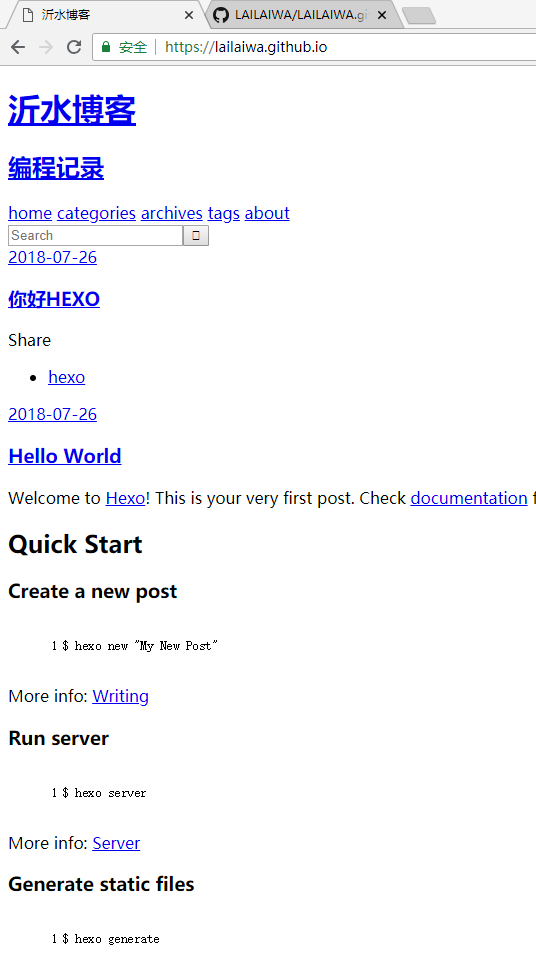 沂水博客
LAILAIWA/LAILAIWA.gi
安全 https://lailaiwa.github.io
沂水博客
编程记录
home categories archives tags about
Search
2018-07-26
你好HEXO
Share
hexo
2018-07-26
Hello World
Welcome to Hexo! This is your very first post. Check documentation f
Quick Start
Create a new post
1 $ hexo new "My New Post"
More info: Writing
Run server
1 $ hexo server
More info: Server
Generate static files
1 $ hexo generate